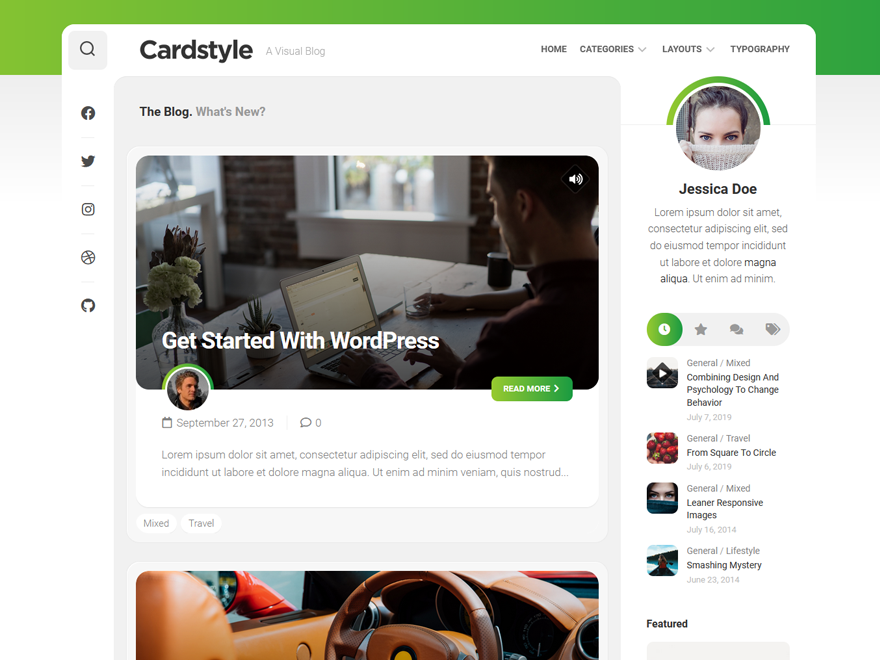 Cardstyle
A Visual Blog
HOME
CATEGORIES
LAYOUTS
TYPOGRAPHY
The Blog. What's New?
Get Started With WordPress
READ MORE
September 27, 2013
0
Lorem ipsum dolor sit amet, consectetur adipiscing elit, sed do eiusmod tempor
incididunt ut labore et dolore magna aliqua. Ut enim ad minim veniam, quis nostrud...
Mixed
Travel
Jessica Doe
Lorem ipsum dolor sit amet,
consectetur adipiscing elit, sed
do eiusmod tempor incididunt
ut labore et dolore magna
aliqua. Ut enim ad minim.
General / Mixed
Combining Design And
Psychology To Change
Behavior
July 7, 2019
General / Travel
From Square To Circle
July 6, 2019
General / Mixed
Leaner Responsive
Images
July 16, 2014
General / Lifestyle
Smashing Mystery
June 23, 2014
Featured